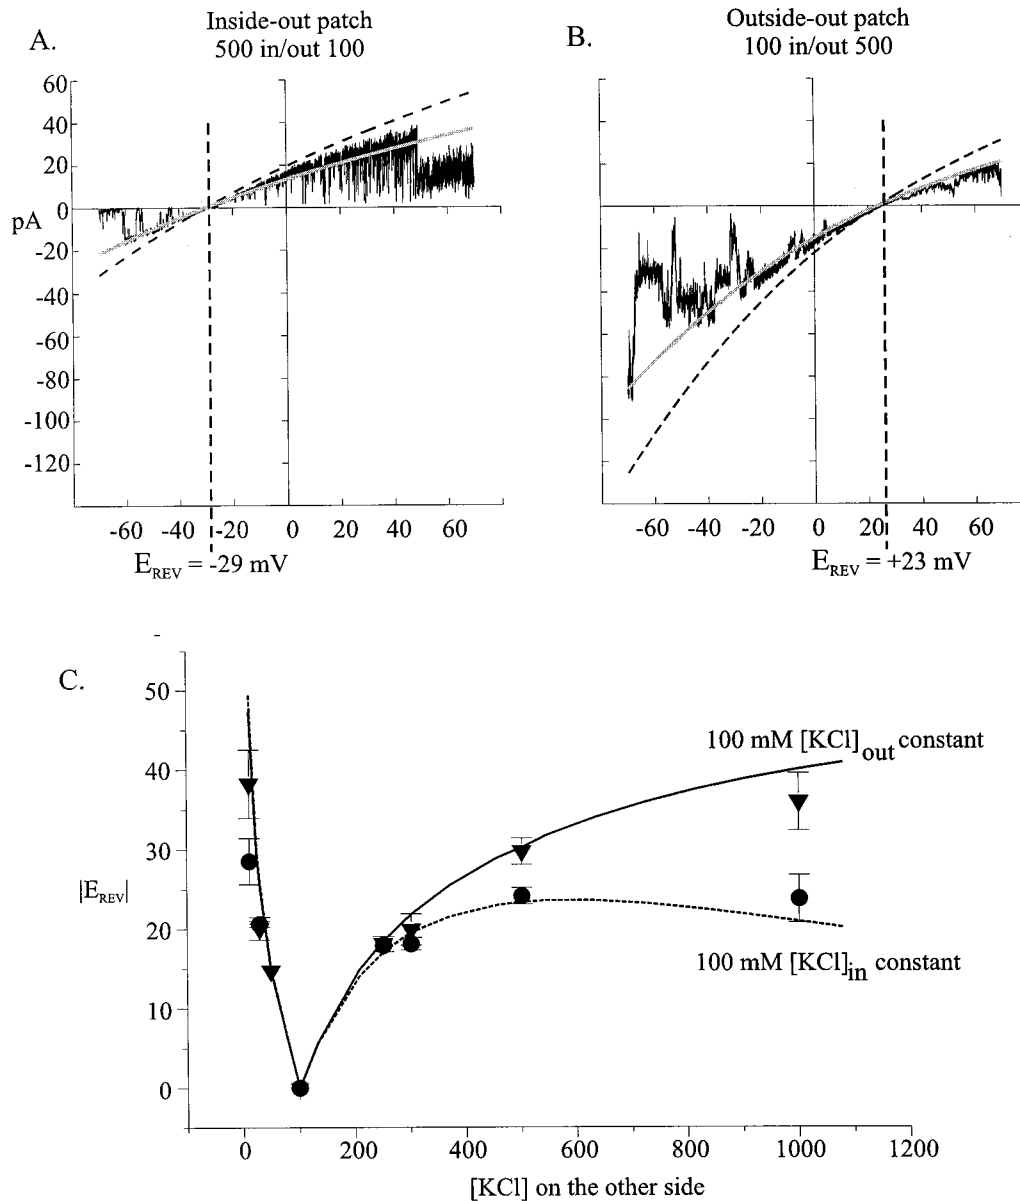 A.
Inside-out patch
500 in/out 100
60
40
20
0
pA
-20
-40
-60
-80
-100
-120
-60 -40 -20 0 20 40 60
E_REV = -29 mV
B.
Outside-out patch
100 in/out 500
-60 -40 -20 0 20 40 60
E_REV = +23 mV
C.
50
40
30
20
10
0
|E_REV|
100 mM [KCl]out constant
100 mM [KCl]in constant
0 200 400 600 800 1000 1200
[KCl] on the other side